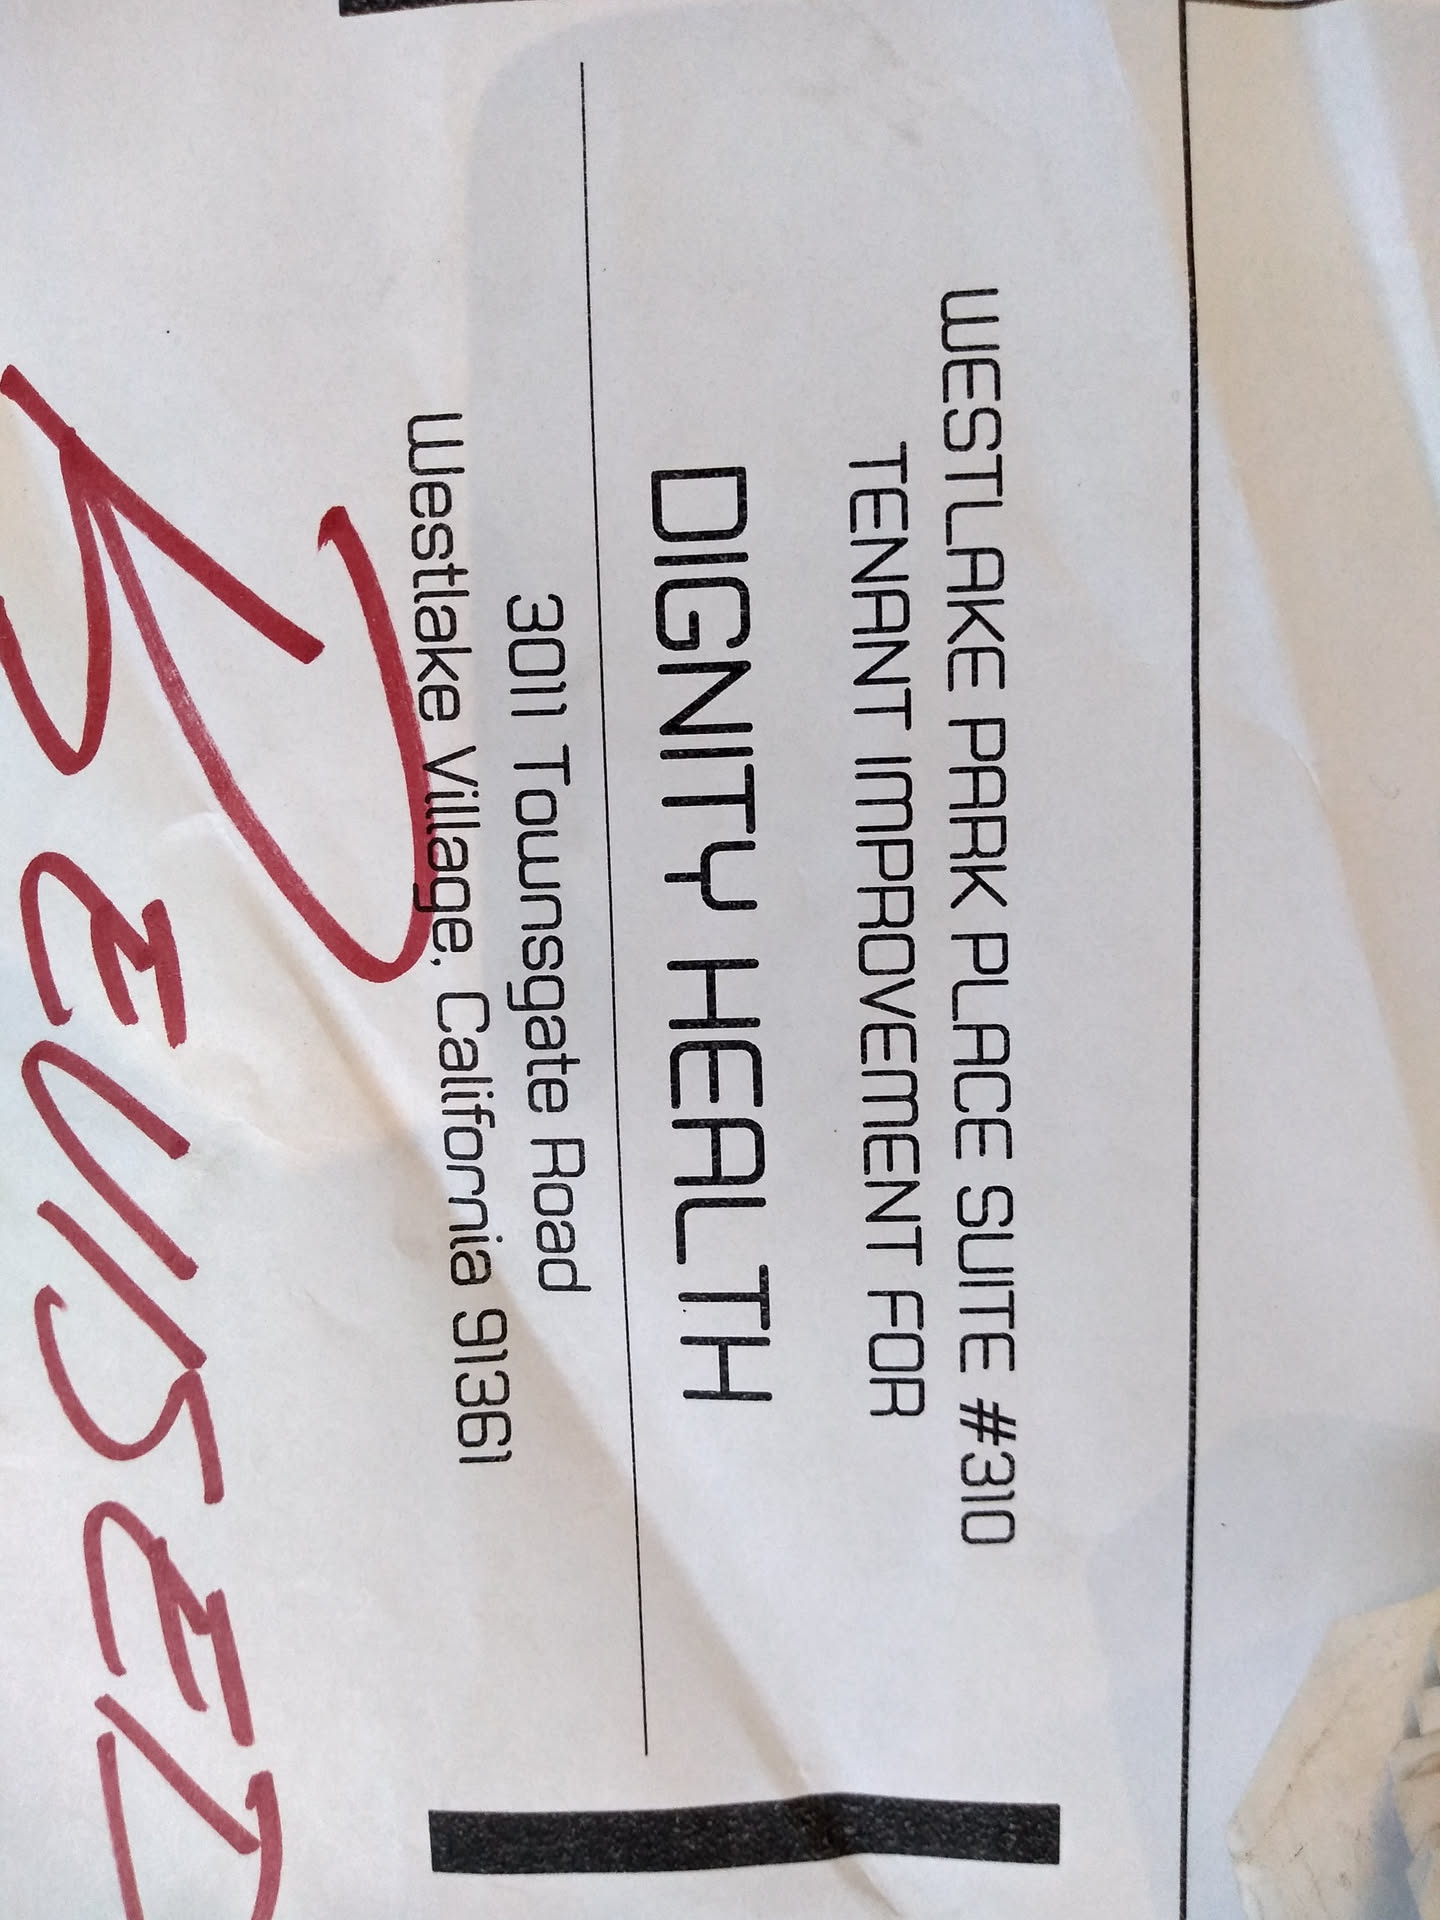 WESTLAKE PARK PLACE SUITE #310
TENANT IMPROVEMENT FOR
DIGNITY HEALTH
3011 Townsgate Road
Westlake Village, California 91361
REVISED